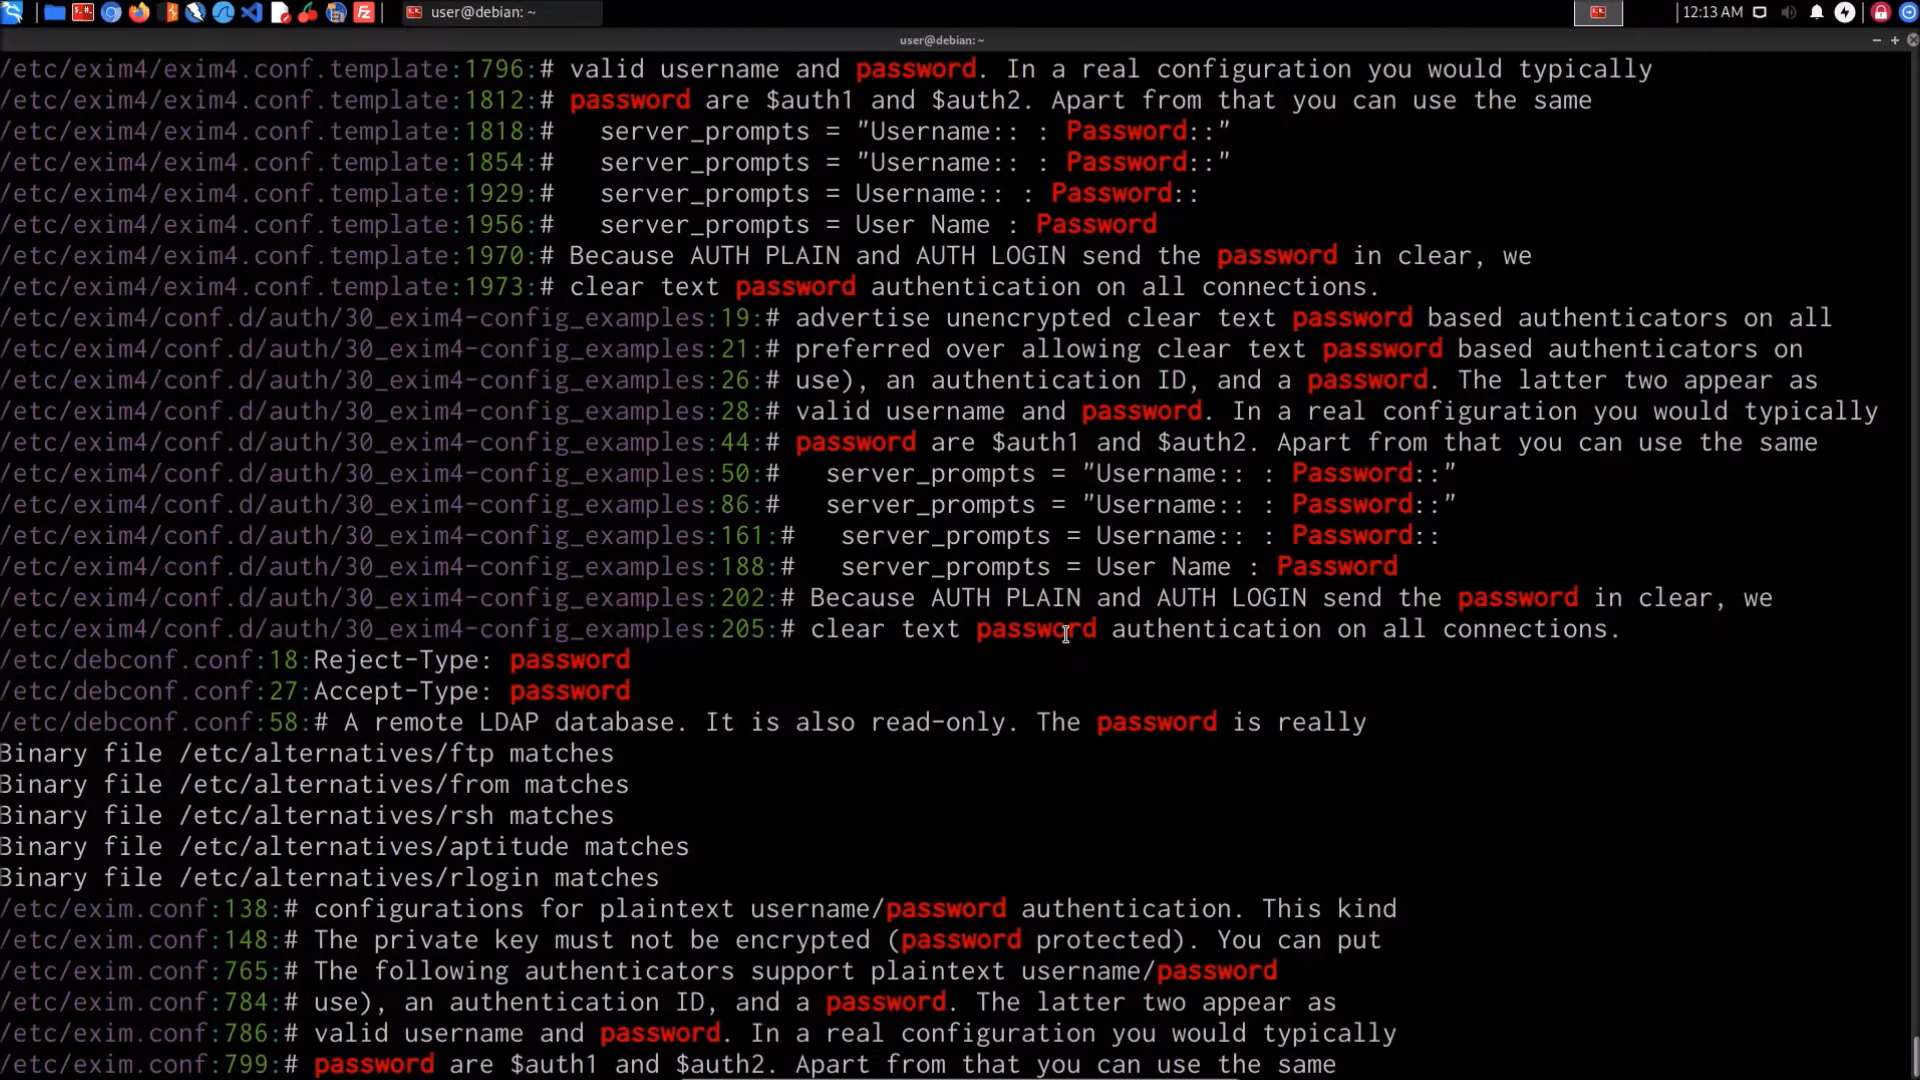 user@debian: ~
12:13 AM
user@debian: ~
/etc/exim4/exim4.conf.template:1796:# valid username and password. In a real configuration you would typically
/etc/exim4/exim4.conf.template:1812:# password are $auth1 and $auth2. Apart from that you can use the same
/etc/exim4/exim4.conf.template:1818:#   server_prompts = "Username:: : Password::"
/etc/exim4/exim4.conf.template:1854:#   server_prompts = "Username:: : Password::"
/etc/exim4/exim4.conf.template:1929:#   server_prompts = Username:: : Password::
/etc/exim4/exim4.conf.template:1956:#   server_prompts = User Name : Password
/etc/exim4/exim4.conf.template:1970:# Because AUTH PLAIN and AUTH LOGIN send the password in clear, we
/etc/exim4/exim4.conf.template:1973:# clear text password authentication on all connections.
/etc/exim4/conf.d/auth/30_exim4-config_examples:19:# advertise unencrypted clear text password based authenticators on all
/etc/exim4/conf.d/auth/30_exim4-config_examples:21:# preferred over allowing clear text password based authenticators on
/etc/exim4/conf.d/auth/30_exim4-config_examples:26:# use), an authentication ID, and a password. The latter two appear as
/etc/exim4/conf.d/auth/30_exim4-config_examples:28:# valid username and password. In a real configuration you would typically
/etc/exim4/conf.d/auth/30_exim4-config_examples:44:# password are $auth1 and $auth2. Apart from that you can use the same
/etc/exim4/conf.d/auth/30_exim4-config_examples:50:#   server_prompts = "Username:: : Password::"
/etc/exim4/conf.d/auth/30_exim4-config_examples:86:#   server_prompts = "Username:: : Password::"
/etc/exim4/conf.d/auth/30_exim4-config_examples:161:#   server_prompts = Username:: : Password::
/etc/exim4/conf.d/auth/30_exim4-config_examples:188:#   server_prompts = User Name : Password
/etc/exim4/conf.d/auth/30_exim4-config_examples:202:# Because AUTH PLAIN and AUTH LOGIN send the password in clear, we
/etc/exim4/conf.d/auth/30_exim4-config_examples:205:# clear text password authentication on all connections.
/etc/debconf.conf:18:Reject-Type: password
/etc/debconf.conf:27:Accept-Type: password
/etc/debconf.conf:58:# A remote LDAP database. It is also read-only. The password is really
Binary file /etc/alternatives/ftp matches
Binary file /etc/alternatives/from matches
Binary file /etc/alternatives/rsh matches
Binary file /etc/alternatives/aptitude matches
Binary file /etc/alternatives/rlogin matches
/etc/exim.conf:138:# configurations for plaintext username/password authentication. This kind
/etc/exim.conf:148:# The private key must not be encrypted (password protected). You can put
/etc/exim.conf:765:# The following authenticators support plaintext username/password
/etc/exim.conf:784:# use), an authentication ID, and a password. The latter two appear as
/etc/exim.conf:786:# valid username and password. In a real configuration you would typically
/etc/exim.conf:799:# password are $auth1 and $auth2. Apart from that you can use the same